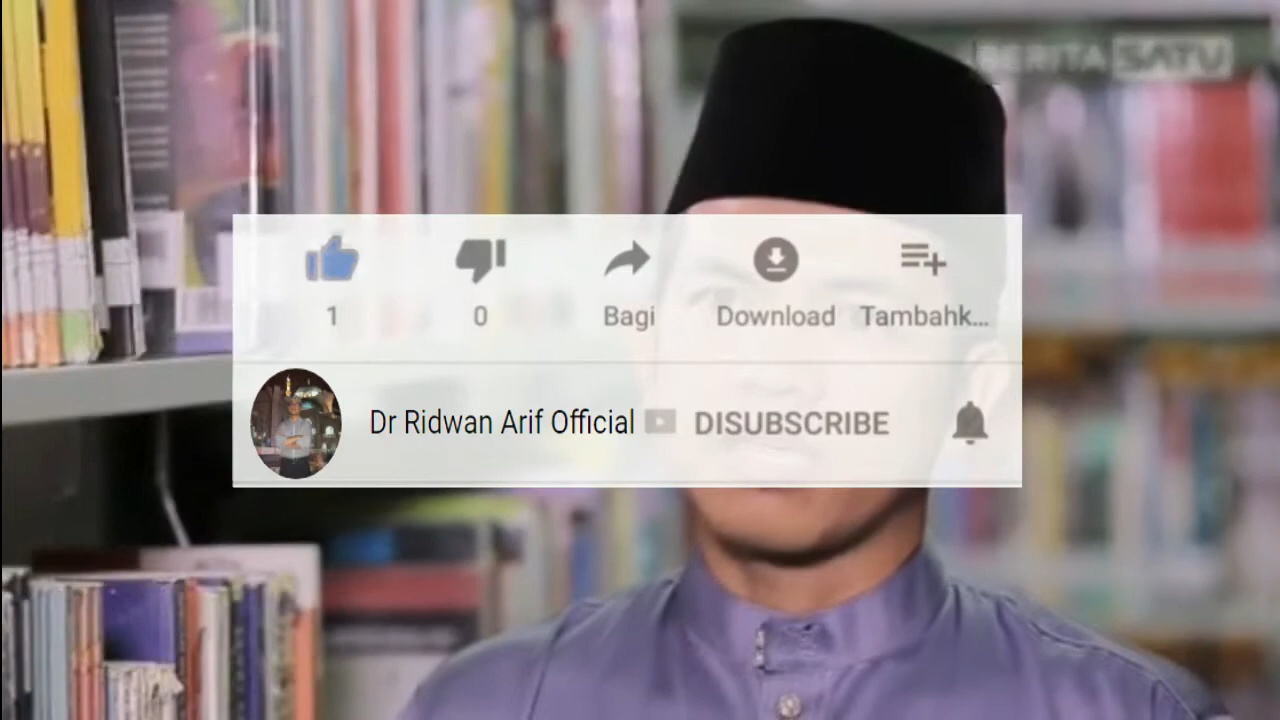 BERITA SATU
1 0 Bagi Download Tambahk...
Dr Ridwan Arif Official DISUBSCRIBE